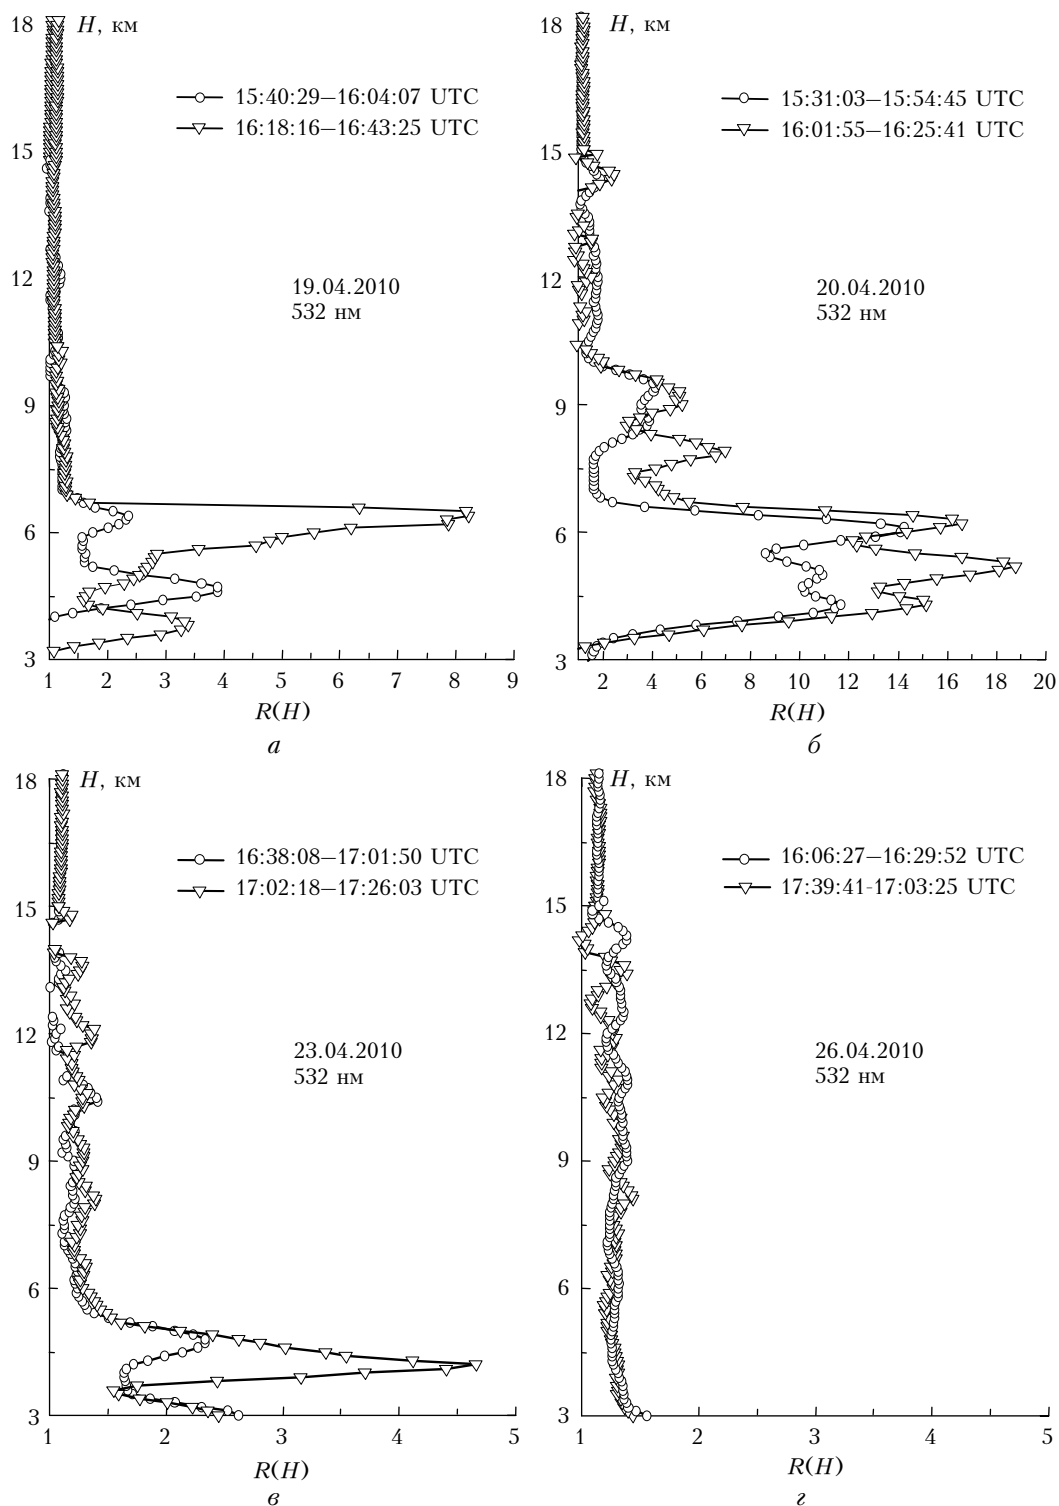 18
H, км
15:40:29–16:04:07 UTC
16:18:16–16:43:25 UTC
15
12
19.04.2010
532 нм
9
6
3
1 2 3 4 5 6 7 8 9
R(H)
а
18
H, км
15:31:03–15:54:45 UTC
16:01:55–16:25:41 UTC
15
12
20.04.2010
532 нм
9
6
3
2 4 6 8 10 12 14 16 18 20
R(H)
б
18
H, км
16:38:08–17:01:50 UTC
17:02:18–17:26:03 UTC
15
12
23.04.2010
532 нм
9
6
3
1 2 3 4 5
R(H)
в
18
H, км
16:06:27–16:29:52 UTC
17:39:41-17:03:25 UTC
15
12
26.04.2010
532 нм
9
6
3
1 2 3 4 5
R(H)
г